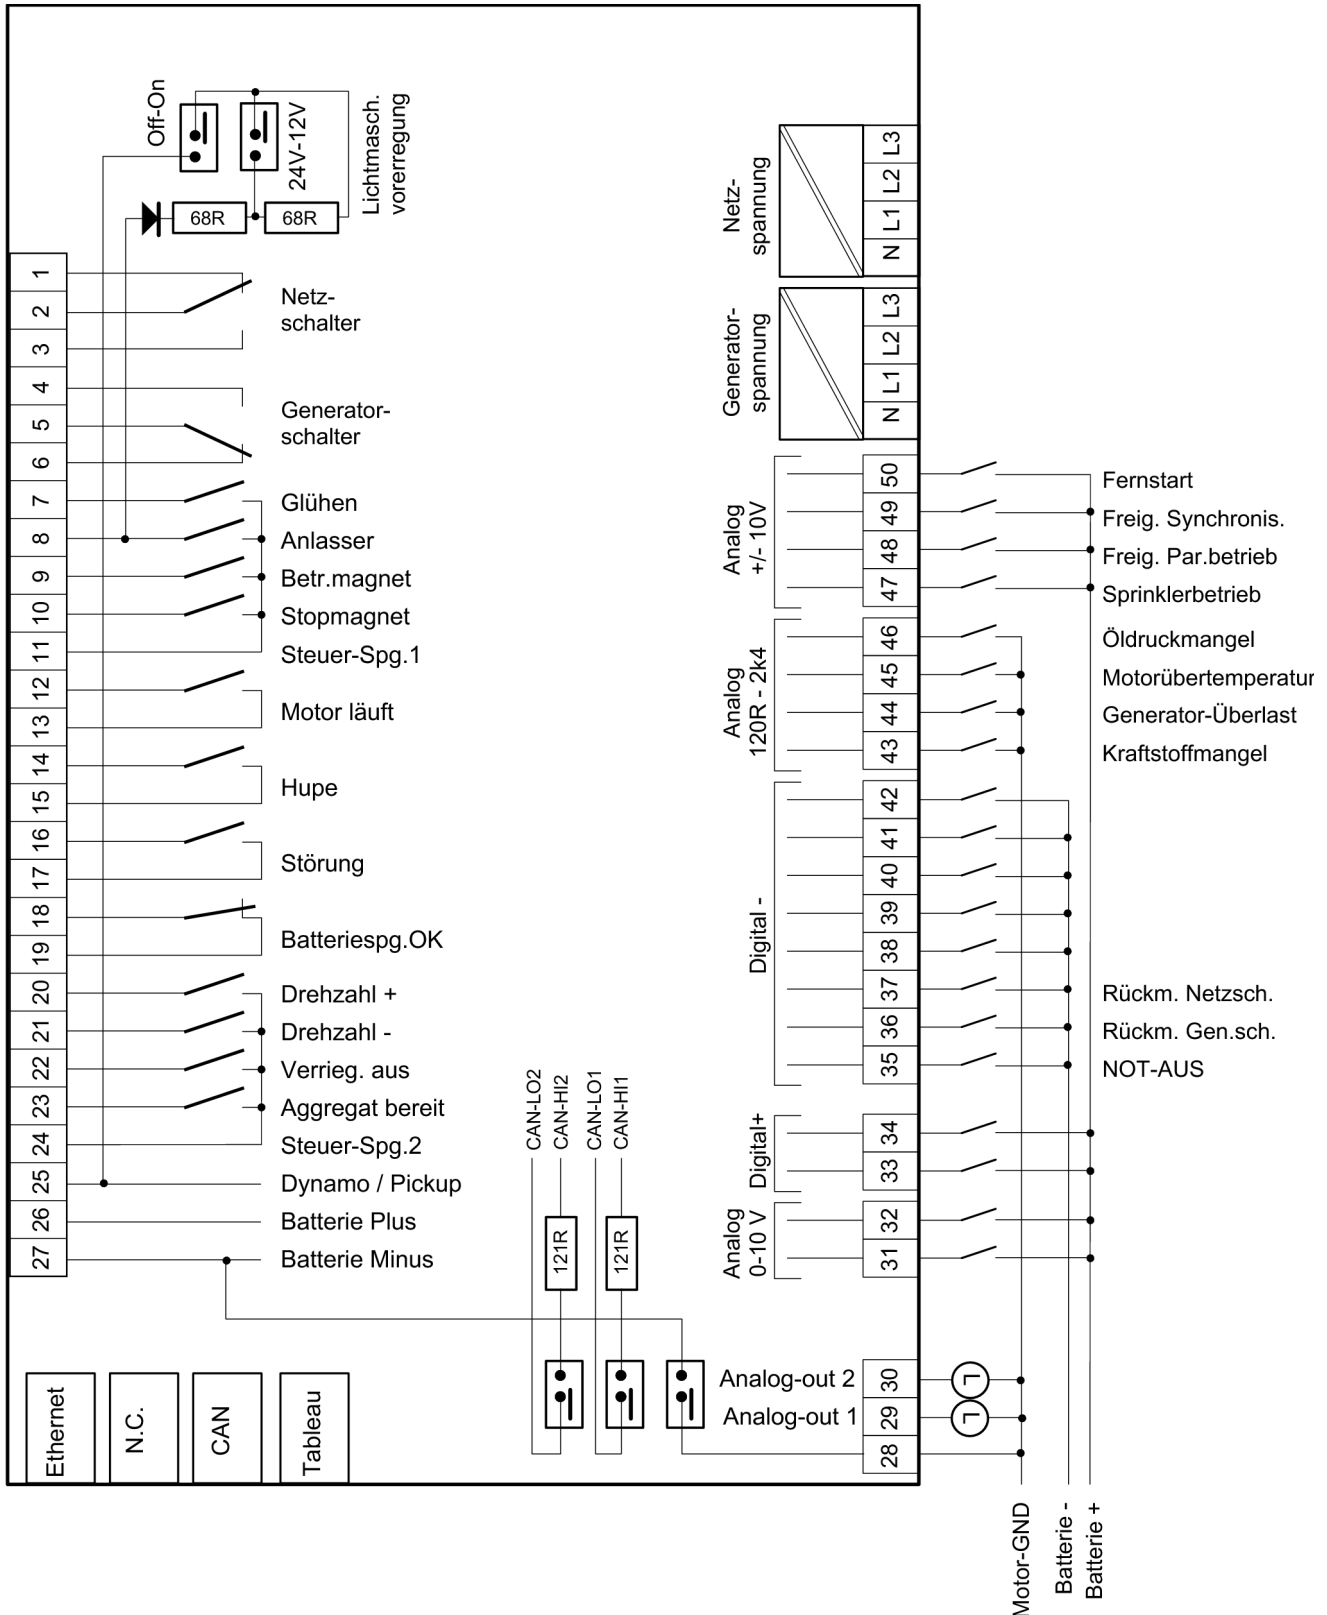 Off-On
24V-12V
Lichtmasch.
vorerregung
68R
68R
1
2
3
4
5
6
7
8
9
10
11
12
13
14
15
16
17
18
19
20
21
22
23
24
25
26
27
Netz-
schalter
Generator-
schalter
Glühen
Anlasser
Betr.magnet
Stopmagnet
Steuer-Spg.1
Motor läuft
Hupe
Störung
Batteriespg.OK
Drehzahl +
Drehzahl -
Verrieg. aus
Aggregat bereit
Steuer-Spg.2
Dynamo / Pickup
Batterie Plus
Batterie Minus
Ethernet
N.C.
CAN
Tableau
CAN-LO2
CAN-HI2
CAN-LO1
CAN-HI1
121R
121R
Netz-
spannung
L3
L2
L1
N
Generator-
spannung
L3
L2
L1
N
Analog
+/- 10V
Analog
120R - 2k4
Digital -
Digital+
Analog
0-10 V
Analog-out 2
Analog-out 1
50
49
48
47
46
45
44
43
42
41
40
39
38
37
36
35
34
33
32
31
30
29
28
L
L
Fernstart
Freig. Synchronis.
Freig. Par.betrieb
Sprinklerbetrieb
Öldruckmangel
Motorübertemperatur
Generator-Überlast
Kraftstoffmangel
Rückm. Netzsch.
Rückm. Gen.sch.
NOT-AUS
Motor-GND
Batterie -
Batterie +